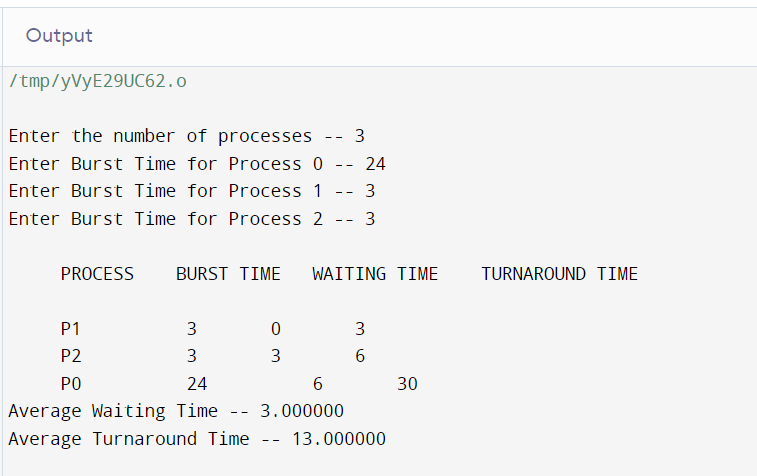 Output
/tmp/yVyE29UC62.o
Enter the number of processes -- 3
Enter Burst Time for Process 0 -- 24
Enter Burst Time for Process 1 -- 3
Enter Burst Time for Process 2 -- 3
PROCESS BURST TIME WAITING TIME TURNAROUND TIME
P1 3 0 3
P2 3 3 6
P0 24 6 30
Average Waiting Time -- 3.000000
Average Turnaround Time -- 13.000000